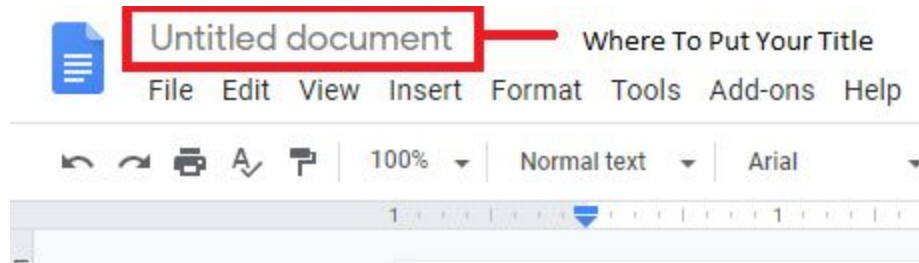 Untitled document Where To Put Your Title
File Edit View Insert Format Tools Add-ons Help
100% Normal text Arial
1 1